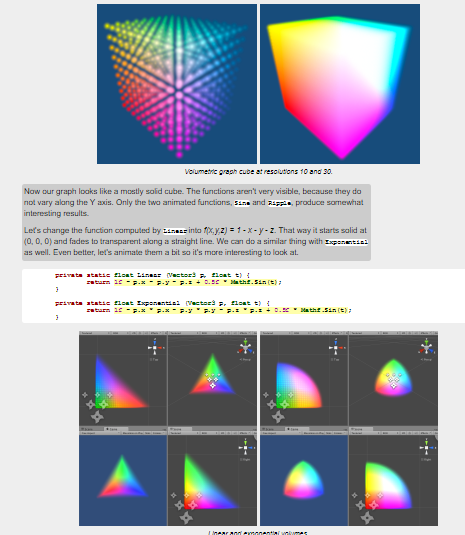 Volumetric graph cube at resolutions 10 and 30.
Now our graph looks like a mostly solid cube. The functions aren't very visible, because they do
not vary along the Y axis. Only the two animated functions, Sine and Ripple, produce somewhat
interesting results.
Let's change the function computed by Linear into f(x,y,z) = 1 - x - y - z. That way it starts solid at
(0, 0, 0) and fades to transparent along a straight line. We can do a similar thing with Exponential
as well. Even better, let's animate them a bit so it's more interesting to look at.
private static float Linear (Vector3 p, float t) {
return 1f - p.x - p.y - p.z + 0.5f * Mathf.Sin(t);
}
private static float Exponential (Vector3 p, float t) {
return 1f - p.x * p.x - p.y * p.y - p.z * p.z + 0.5f * Mathf.Sin(t);
}
Linear and exponential volumes.